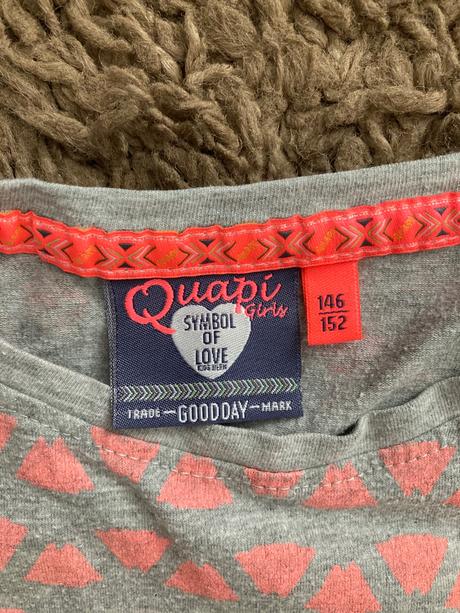 Quapi
Girls
SYMBOL
OF
LOVE
TRADE – GOODDAY – MARK
146
152